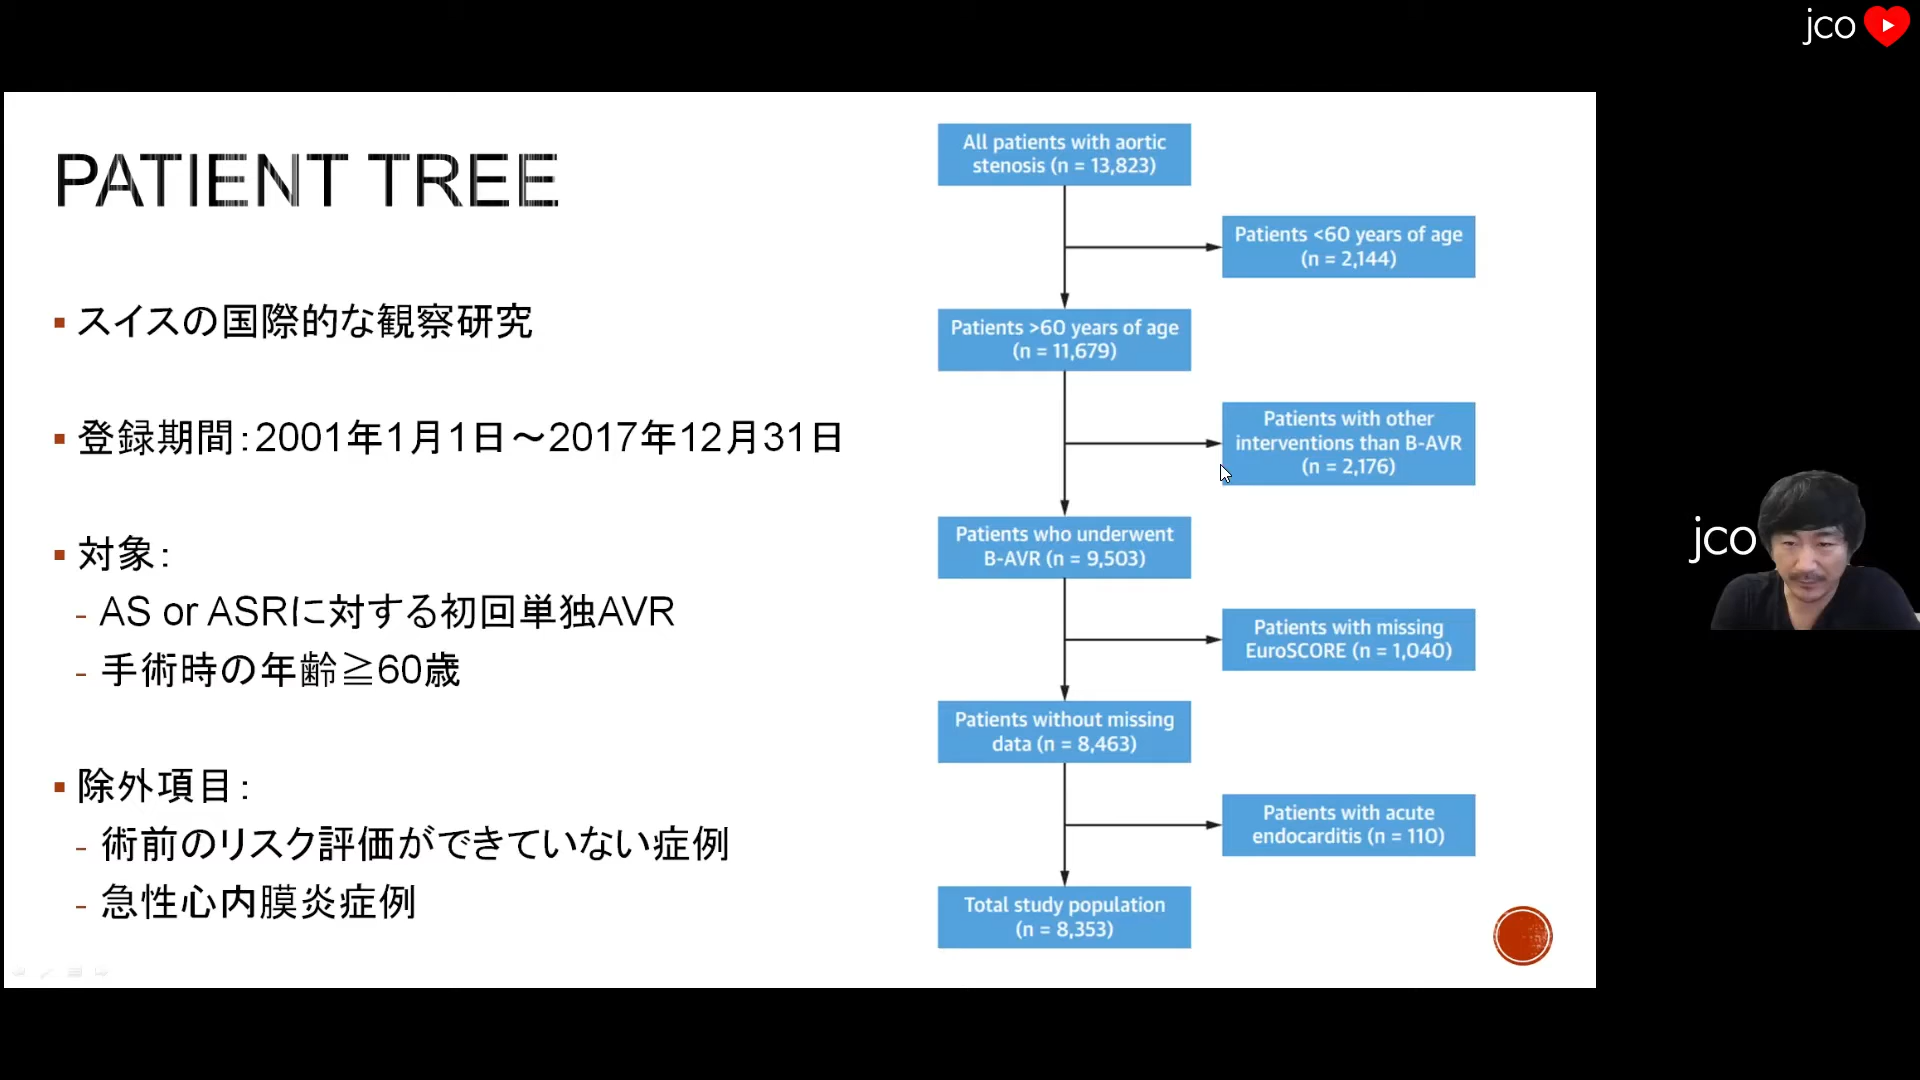 jco
PATIENT TREE
スイスの国際的な観察研究
登録期間：2001年1月1日～2017年12月31日
対象：
- AS or ASRに対する初回単独AVR
- 手術時の年齢≧60歳
除外項目：
- 術前のリスク評価ができていない症例
- 急性心内膜炎症例
All patients with aortic
stenosis (n = 13,823)
Patients <60 years of age
(n = 2,144)
Patients >60 years of age
(n = 11,679)
Patients with other
interventions than B-AVR
(n = 2,176)
Patients who underwent
B-AVR (n = 9,503)
Patients with missing
EuroSCORE (n = 1,040)
Patients without missing
data (n = 8,463)
Patients with acute
endocarditis (n = 110)
Total study population
(n = 8,353)
jco